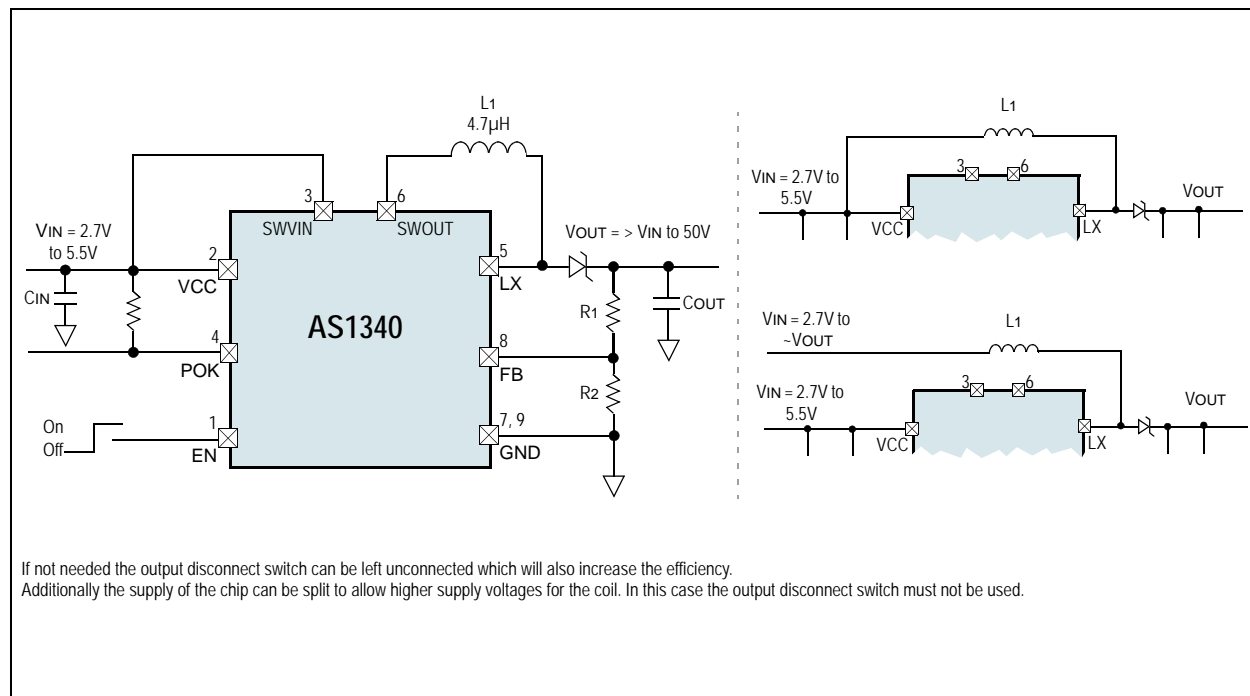 L1
4.7µH
3
6
SWVIN
SWOUT
VIN = 2.7V
to 5.5V
2
VCC
CIN
AS1340
VOUT = > VIN to 50V
5
LX
R1
COUT
4
POK
8
FB
R2
On
Off
1
EN
7, 9
GND
L1
VIN = 2.7V to
5.5V
3
6
VCC
LX
VOUT
VIN = 2.7V to
~VOUT
L1
VIN = 2.7V to
5.5V
3
6
VCC
LX
VOUT
If not needed the output disconnect switch can be left unconnected which will also increase the efficiency.
Additionally the supply of the chip can be split to allow higher supply voltages for the coil. In this case the output disconnect switch must not be used.